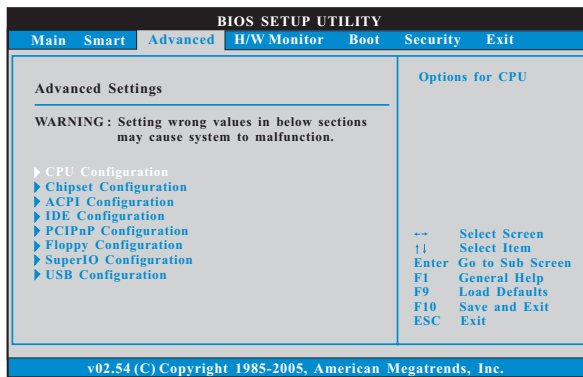 BIOS SETUP UTILITY
Main Smart Advanced H/W Monitor Boot Security Exit
Advanced Settings
WARNING : Setting wrong values in below sections
may cause system to malfunction.
CPU Configuration
Chipset Configuration
ACPI Configuration
IDE Configuration
PCIPnP Configuration
Floppy Configuration
SuperIO Configuration
USB Configuration
Options for CPU
←→ Select Screen
↑↓ Select Item
Enter Go to Sub Screen
F1 General Help
F9 Load Defaults
F10 Save and Exit
ESC Exit
v02.54 (C) Copyright 1985-2005, American Megatrends, Inc.